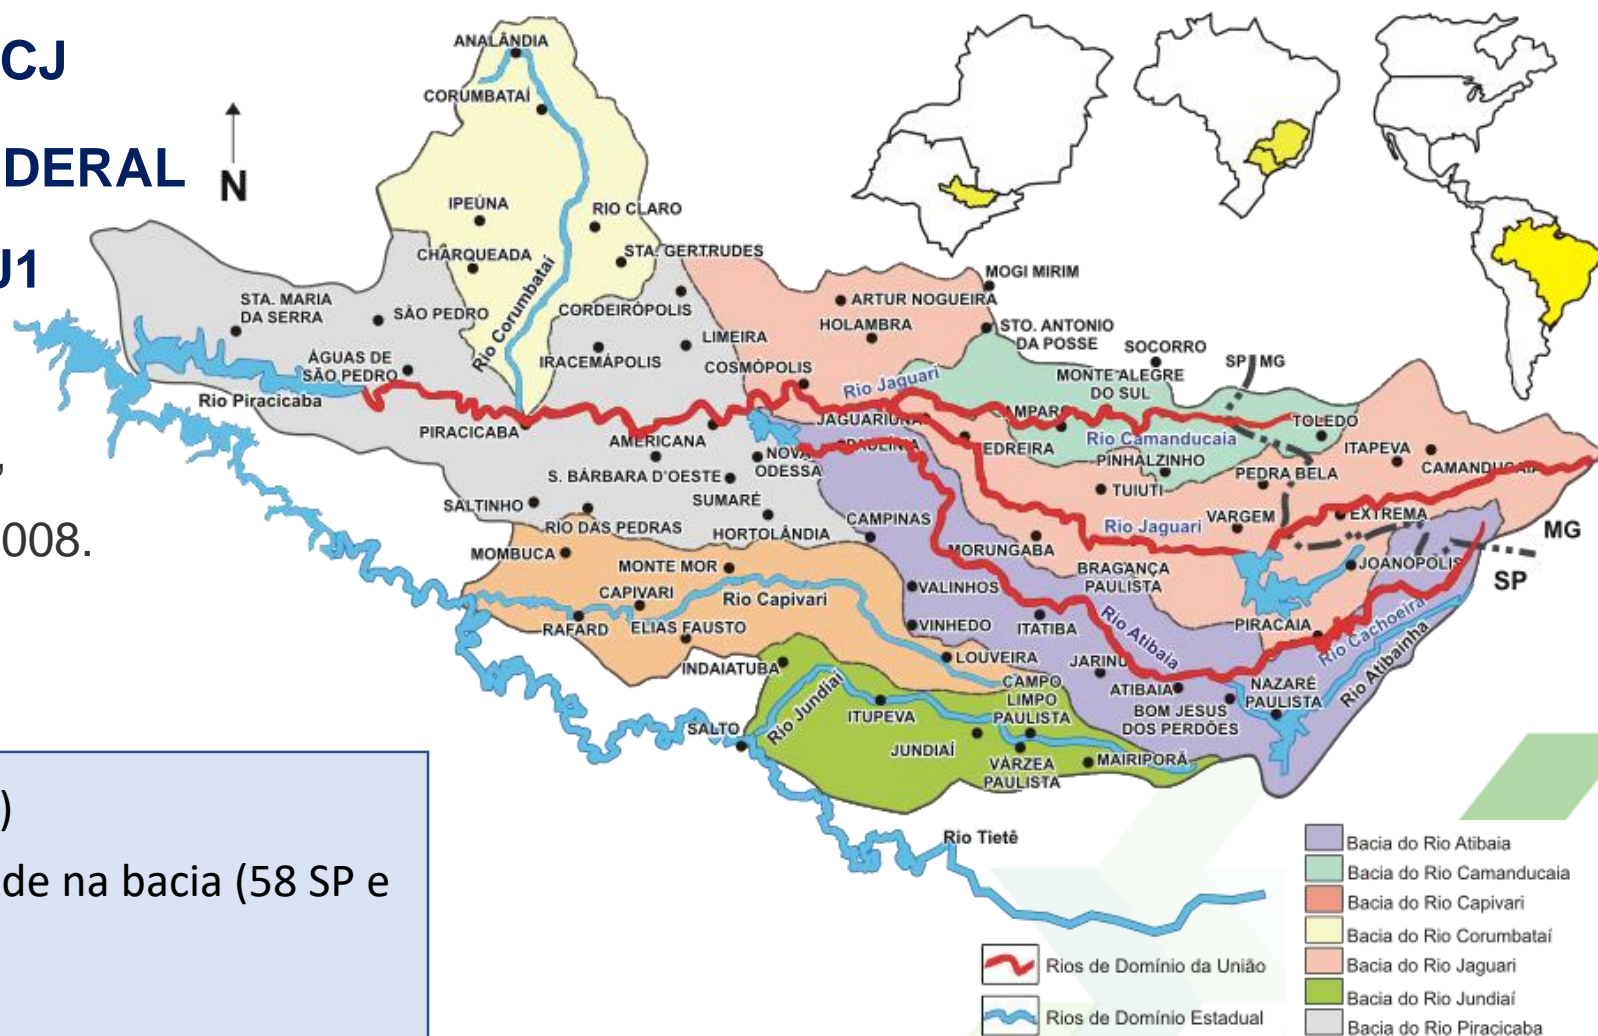 CJ
DERAL
J1
,
008.
)
de na bacia (58 SP e
N
ANALÂNDIA
CORUMBATAÍ
IPEÚNA
RIO CLARO
CHARQUEADA
STA. GERTRUDES
Rio Corumbataí
STA. MARIA
DA SERRA
SÃO PEDRO
CORDEIRÓPOLIS
LIMEIRA
ÁGUAS DE
SÃO PEDRO
IRACEMÁPOLIS
COSMÓPOLIS
Rio Piracicaba
PIRACICABA
AMERICANA
NOVA
ODESSA
S. BÁRBARA D'OESTE
SUMARÉ
SALTINHO
RIO DAS PEDRAS
HORTOLÂNDIA
MOGI MIRIM
ARTUR NOGUEIRA
HOLAMBRA
STO. ANTONIO
DA POSSE
SOCORRO
SP
MG
MONTE ALEGRE
DO SUL
Rio Jaguari
JAGUARIUNA
PAULÍNIA
AMPARO
Rio Camanducaia
TOLEDO
EDREIRA
PINHALZINHO
PEDRA BELA
ITAPEVA
CAMANDUCAIA
TUIUTI
Rio Jaguari
VARGEM
EXTREMA
MG
SP
CAMPINAS
MORUNGABA
BRAGANÇA
PAULISTA
JOANÓPOLIS
VALINHOS
VINHEDO
ITATIBA
Rio Atibaia
PIRACAIA
Rio Cachoeira
Rio Atibainha
JARINU
ATIBAIA
NAZARÉ
PAULISTA
BOM JESUS
DOS PERDÕES
MOMBUCA
MONTE MOR
CAPIVARI
Rio Capivari
RAFARD
ELIAS FAUSTO
LOUVEIRA
INDAIATUBA
CAMPO
LIMPO
PAULISTA
Rio Jundiaí
ITUPEVA
SALTO
JUNDIAÍ
VÁRZEA
PAULISTA
MAIRIPORÃ
Rio Tietê
Rios de Domínio da União
Rios de Domínio Estadual
Bacia do Rio Atibaia
Bacia do Rio Camanducaia
Bacia do Rio Capivari
Bacia do Rio Corumbataí
Bacia do Rio Jaguari
Bacia do Rio Jundiaí
Bacia do Rio Piracicaba